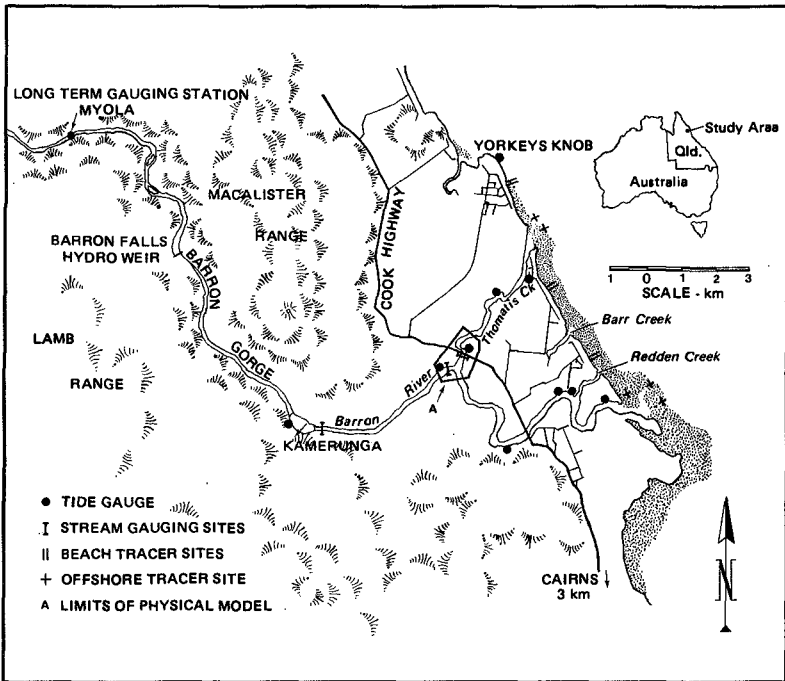 LONG TERM GAUGING STATION
MYOLA
YORKEYS KNOB
Study Area
Qld.
Australia
MACALISTER
RANGE
COOK HIGHWAY
BARRON FALLS
HYDRO WEIR
BARRON
GORGE
1 0 1 2 3
SCALE - km
Thomatis Ck
Barr Creek
Redden Creek
LAMB
RANGE
River
Barron
A
KAMERUNGA
TIDE GAUGE
STREAM GAUGING SITES
BEACH TRACER SITES
OFFSHORE TRACER SITE
A LIMITS OF PHYSICAL MODEL
CAIRNS
3 km
N